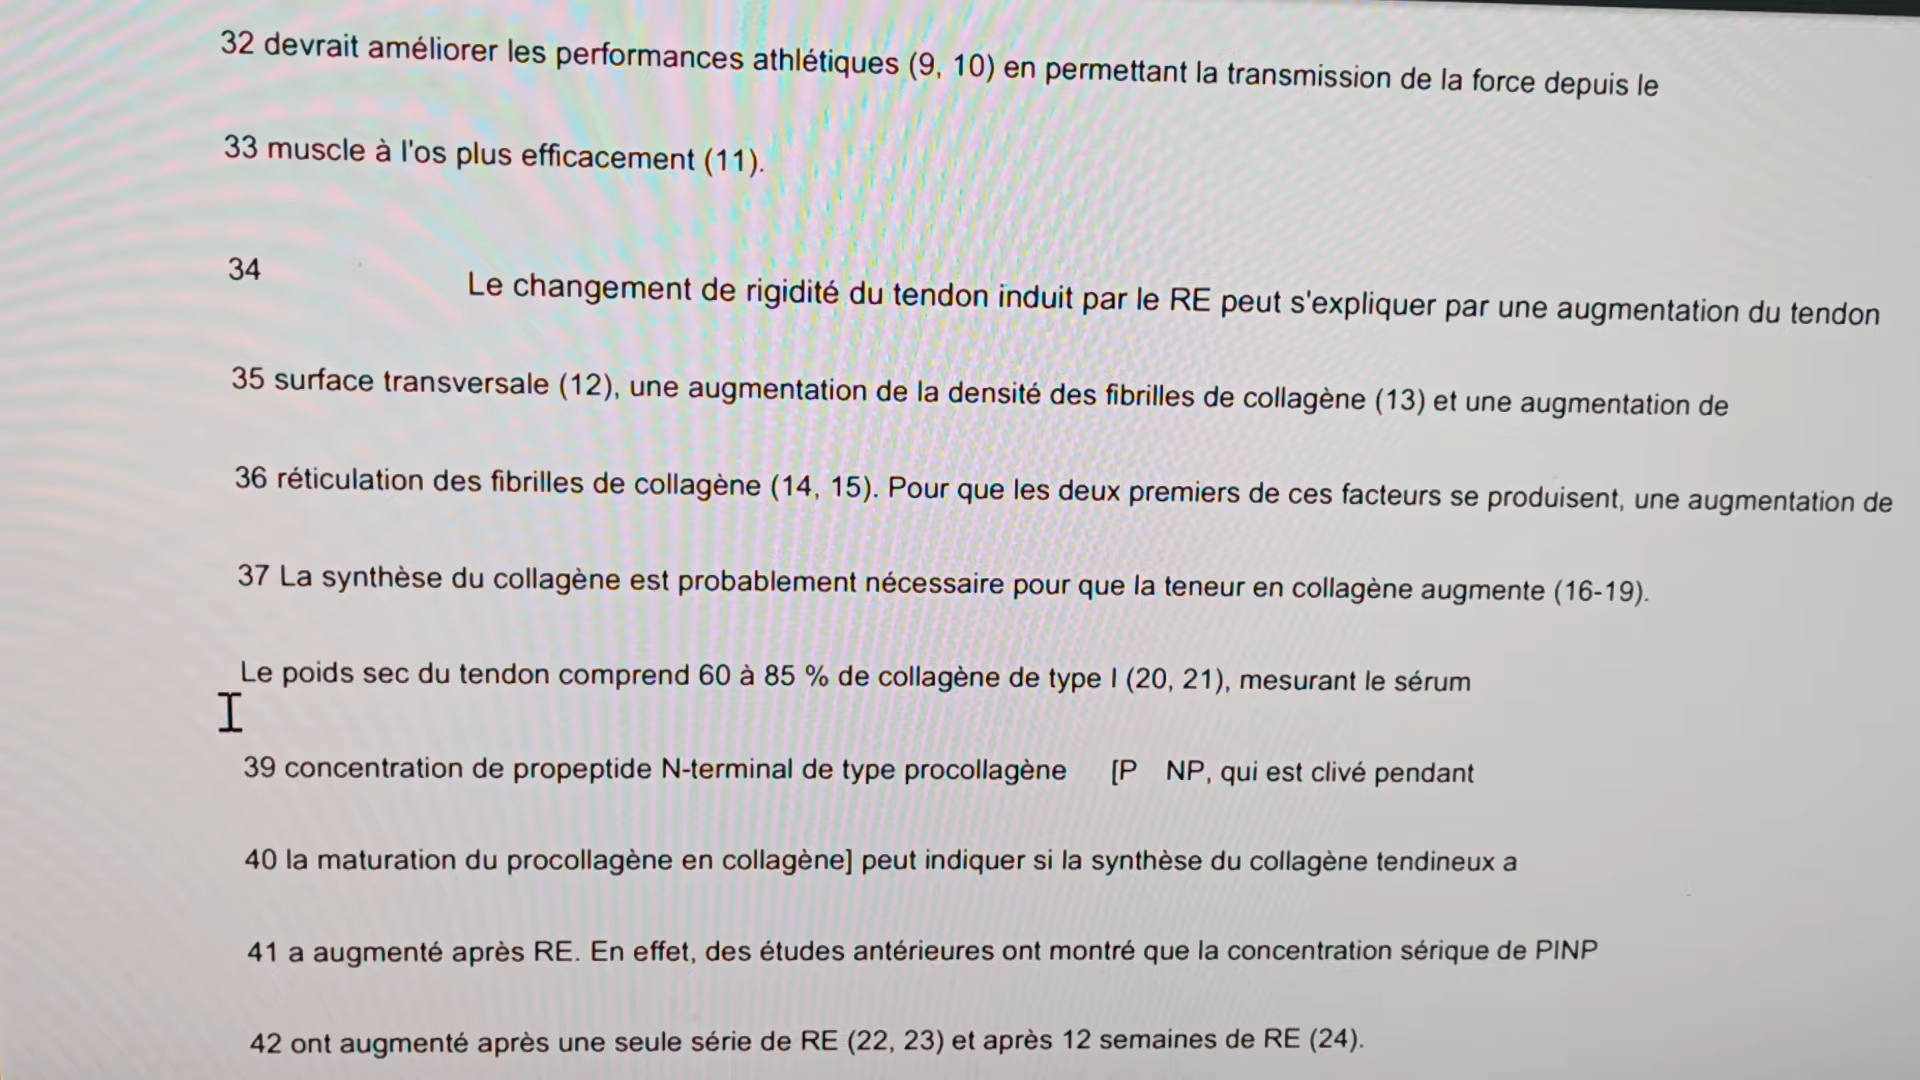 32 devrait améliorer les performances athlétiques (9, 10) en permettant la transmission de la force depuis le
33 muscle à l'os plus efficacement (11).
34 Le changement de rigidité du tendon induit par le RE peut s'expliquer par une augmentation du tendon
35 surface transversale (12), une augmentation de la densité des fibrilles de collagène (13) et une augmentation de
36 réticulation des fibrilles de collagène (14, 15). Pour que les deux premiers de ces facteurs se produisent, une augmentation de
37 La synthèse du collagène est probablement nécessaire pour que la teneur en collagène augmente (16-19).
Le poids sec du tendon comprend 60 à 85 % de collagène de type I (20, 21), mesurant le sérum
39 concentration de propeptide N-terminal de type procollagène [P NP, qui est clivé pendant
40 la maturation du procollagène en collagène] peut indiquer si la synthèse du collagène tendineux a
41 a augmenté après RE. En effet, des études antérieures ont montré que la concentration sérique de PINP
42 ont augmenté après une seule série de RE (22, 23) et après 12 semaines de RE (24).